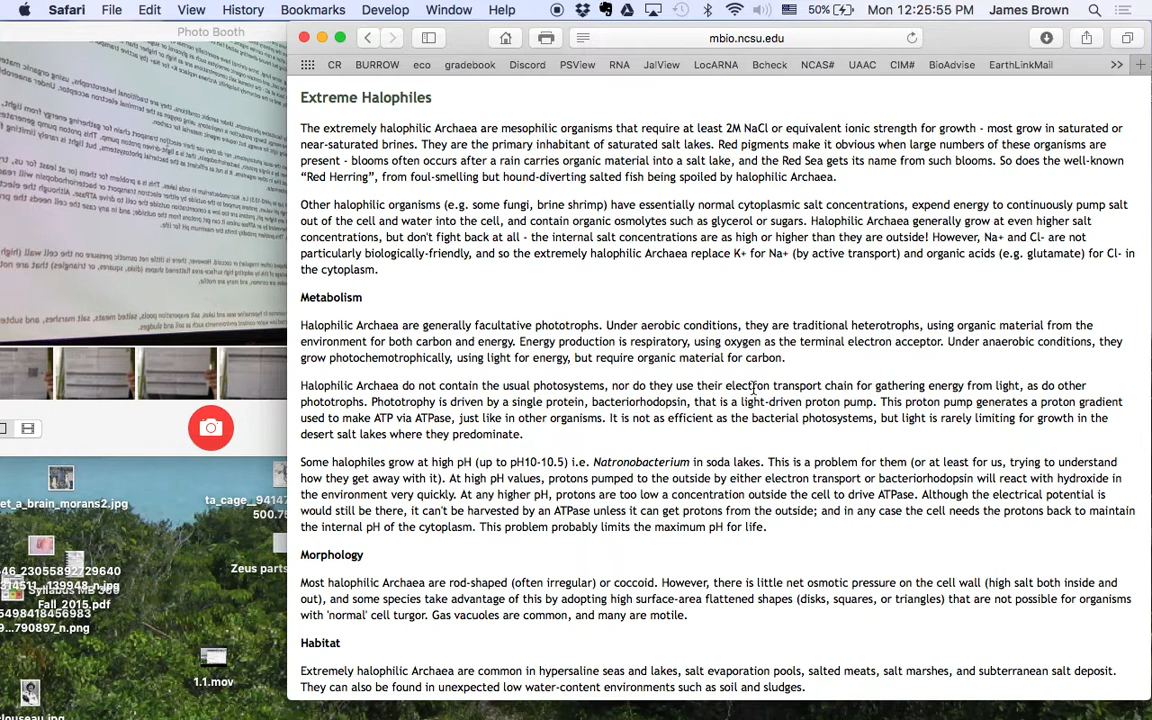 Safari File Edit View History Bookmarks Develop Window Help 50% Mon 12:25:55 PM James Brown
Photo Booth
mbio.ncsu.edu
CR BURROW eco gradebook Discord PSView RNA JalView LocARNA Bcheck NCAS# UAAC CIM# BioAdvise EarthLinkMail >> +
Extreme Halophiles
The extremely halophilic Archaea are mesophilic organisms that require at least 2M NaCl or equivalent ionic strength for growth - most grow in saturated or
near-saturated brines. They are the primary inhabitant of saturated salt lakes. Red pigments make it obvious when large numbers of these organisms are
present - blooms often occurs after a rain carries organic material into a salt lake, and the Red Sea gets its name from such blooms. So does the well-known
“Red Herring”, from foul-smelling but hound-diverting salted fish being spoiled by halophilic Archaea.
Other halophilic organisms (e.g. some fungi, brine shrimp) have essentially normal cytoplasmic salt concentrations, expend energy to continuously pump salt
out of the cell and water into the cell, and contain organic osmolytes such as glycerol or sugars. Halophilic Archaea generally grow at even higher salt
concentrations, but don't fight back at all - the internal salt concentrations are as high or higher than they are outside! However, Na+ and Cl- are not
particularly biologically-friendly, and so the extremely halophilic Archaea replace K+ for Na+ (by active transport) and organic acids (e.g. glutamate) for Cl- in
the cytoplasm.
Metabolism
Halophilic Archaea are generally facultative phototrophs. Under aerobic conditions, they are traditional heterotrophs, using organic material from the
environment for both carbon and energy. Energy production is respiratory, using oxygen as the terminal electron acceptor. Under anaerobic conditions, they
grow photochemotrophically, using light for energy, but require organic material for carbon.
Halophilic Archaea do not contain the usual photosystems, nor do they use their electron transport chain for gathering energy from light, as do other
phototrophs. Phototrophy is driven by a single protein, bacteriorhodopsin, that is a light-driven proton pump. This proton pump generates a proton gradient
used to make ATP via ATPase, just like in other organisms. It is not as efficient as the bacterial photosystems, but light is rarely limiting for growth in the
desert salt lakes where they predominate.
Some halophiles grow at high pH (up to pH10-10.5) i.e. Natronobacterium in soda lakes. This is a problem for them (or at least for us, trying to understand
how they get away with it). At high pH values, protons pumped to the outside by either electron transport or bacteriorhodopsin will react with hydroxide in
the environment very quickly. At any higher pH, protons are too low a concentration outside the cell to drive ATPase. Although the electrical potential is
would still be there, it can't be harvested by an ATPase unless it can get protons from the outside; and in any case the cell needs the protons back to maintain
the internal pH of the cytoplasm. This problem probably limits the maximum pH for life.
Morphology
Most halophilic Archaea are rod-shaped (often irregular) or coccoid. However, there is little net osmotic pressure on the cell wall (high salt both inside and
out), and some species take advantage of this by adopting high surface-area flattened shapes (disks, squares, or triangles) that are not possible for organisms
with 'normal' cell turgor. Gas vacuoles are common, and many are motile.
Habitat
Extremely halophilic Archaea are common in hypersaline seas and lakes, salt evaporation pools, salted meats, salt marshes, and subterranean salt deposit.
They can also be found in unexpected low water-content environments such as soil and sludges.
et_a_brain_morans2.jpg
ta_cage_94147
500.75
Zeus parts
Syllabus MB 360
Fall_2015.pdf
5498418456983
0...790897_n.png
1.1.mov